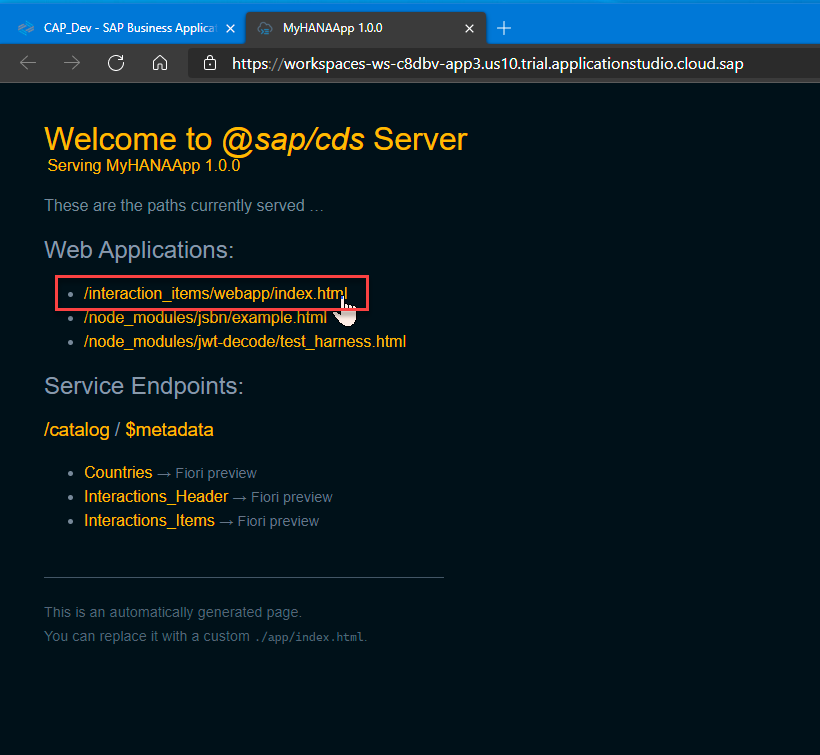 CAP_Dev - SAP Business Applica
MyHANAApp 1.0.0
https://workspaces-ws-c8dbv-app3.us10.trial.applicationstudio.cloud.sap
Welcome to @sap/cds Server
Serving MyHANAApp 1.0.0
These are the paths currently served …
Web Applications:
/interaction_items/webapp/index.html
/node_modules/jsbn/example.html
/node_modules/jwt-decode/test_harness.html
Service Endpoints:
/catalog / $metadata
Countries → Fiori preview
Interactions_Header → Fiori preview
Interactions_Items → Fiori preview
This is an automatically generated page.
You can replace it with a custom ./app/index.html.